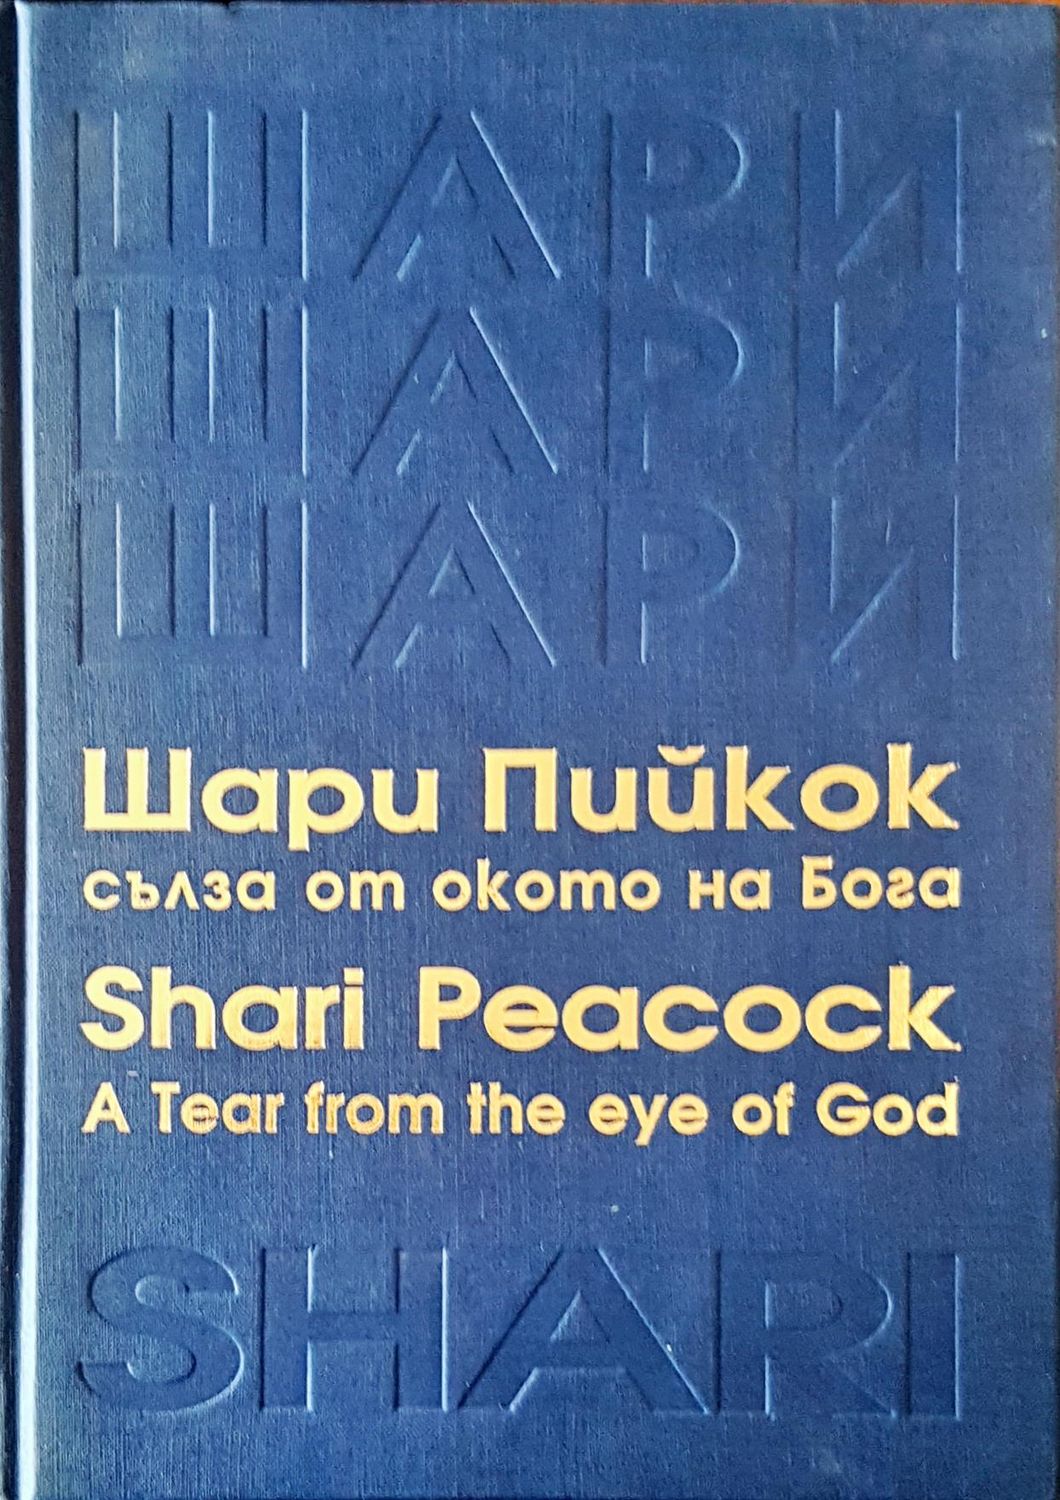 ШАРИ
ШАРИ
ШАРИ
Шари Пийкок
сълза от окото на Бога
Shari Peacock
A Tear from the eye of God
SHARI